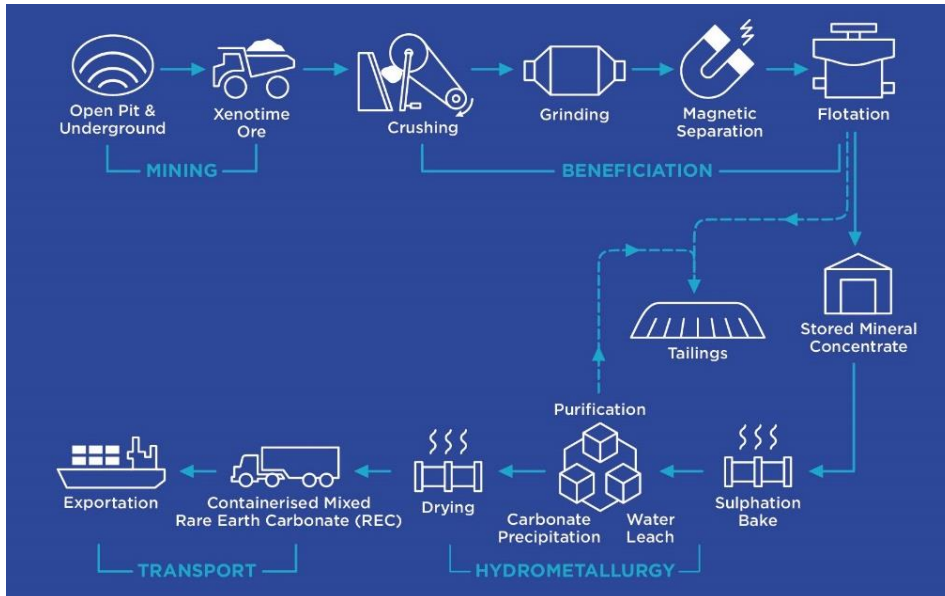 Open Pit &
Underground
Xenotime
Ore
Crushing
Grinding
Magnetic
Separation
Flotation
MINING
BENEFICIATION
Stored Mineral
Concentrate
Tailings
Purification
Exportation
Containerised Mixed
Rare Earth Carbonate (REC)
Drying
Carbonate
Precipitation
Water
Leach
Sulphation
Bake
TRANSPORT
HYDROMETALLURGY